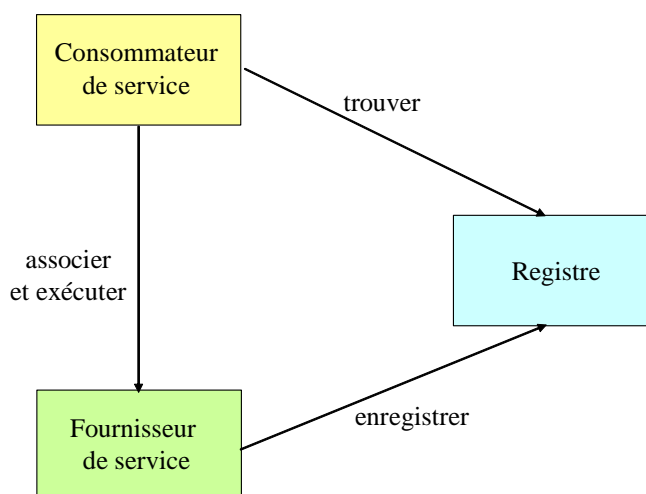 Consommateur
de service
trouver
Registre
associer
et exécuter
enregistrer
Fournisseur
de service